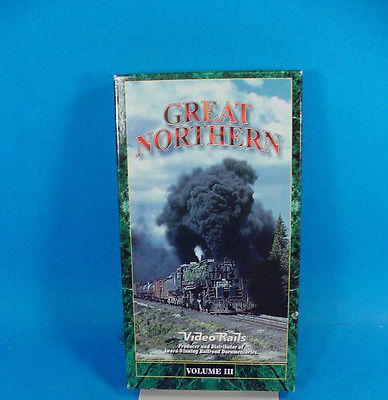 GREAT
NORTHERN
Video Rails
Producer and Distributor of
Award Winning Railroad Documentaries
VOLUME III